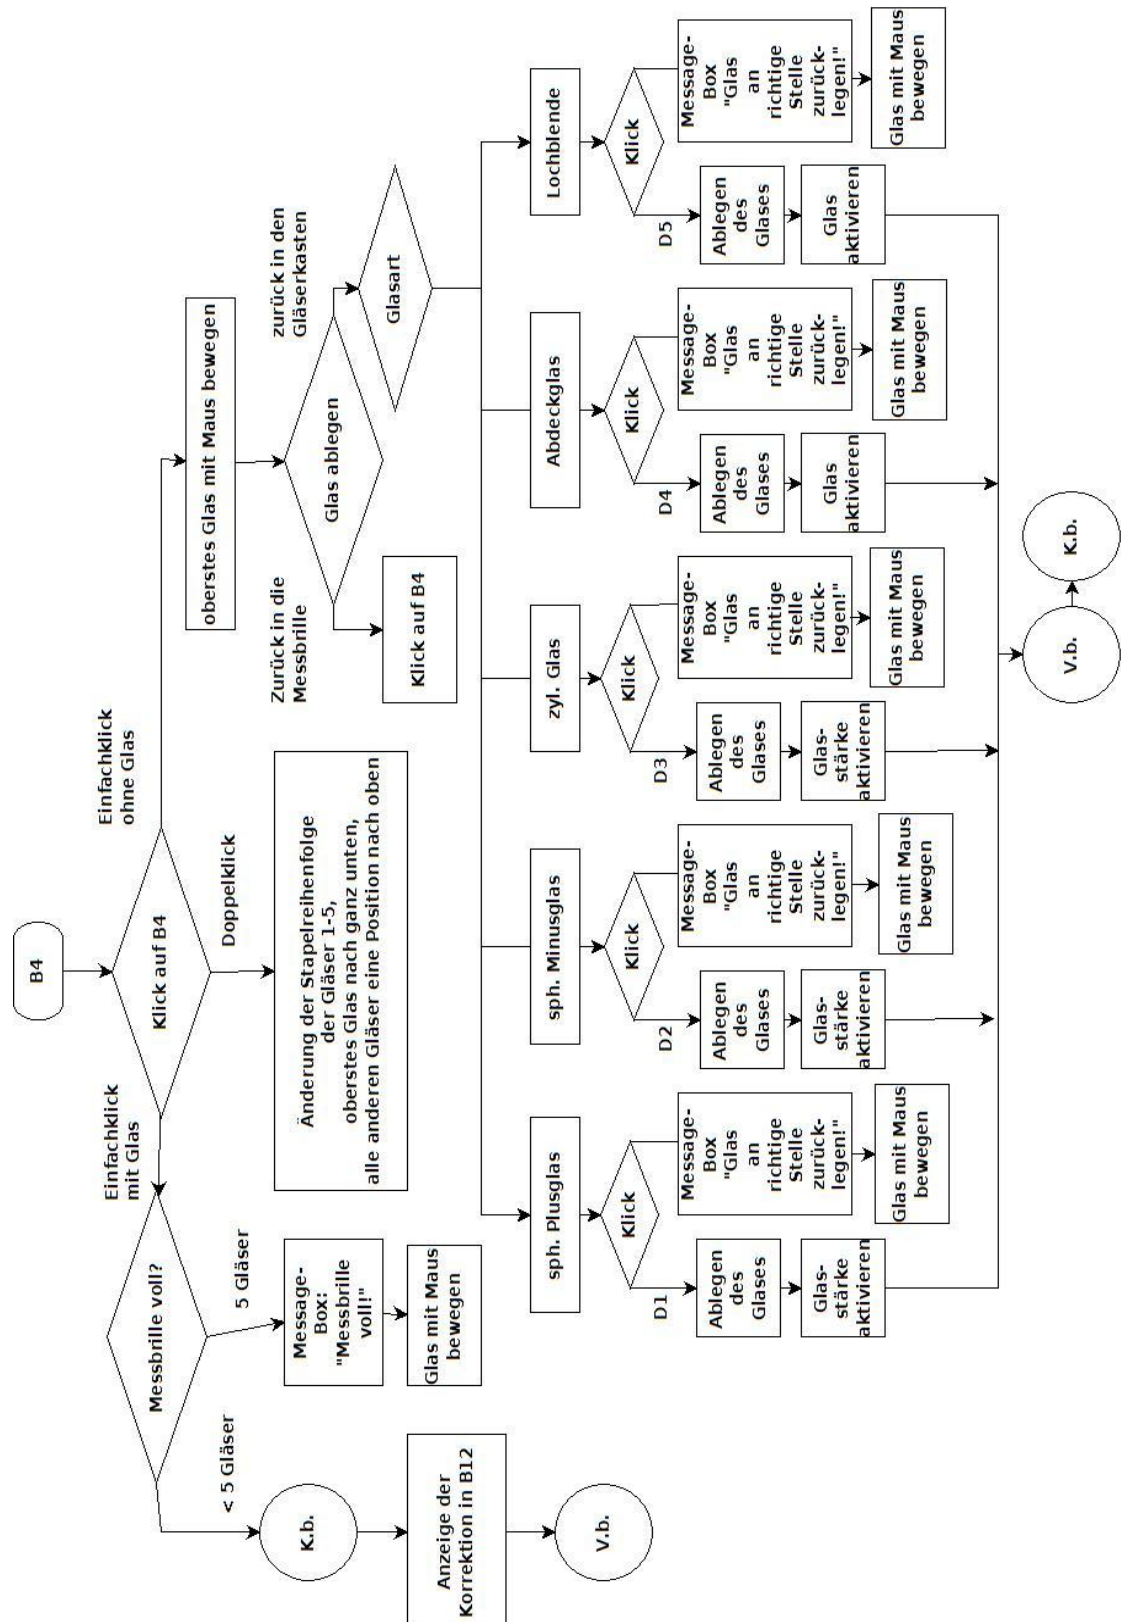 B4
Klick auf B4
Einfachklick
mit Glas
Doppelklick
Einfachklick
ohne Glas
Messbrille voll?
< 5 Gläser
5 Gläser
K.b.
Anzeige der
Korrektion in B12
V.b.
Message-
Box:
"Messbrille
voll!"
Glas mit Maus
bewegen
Änderung der Stapelreihenfolge
der Gläser 1-5,
oberstes Glas nach ganz unten,
alle anderen Gläser eine Position nach oben
oberstes Glas mit Maus bewegen
Glas ablegen
Zurück in die
Messbrille
zurück in den
Gläserkasten
Klick auf B4
Glasart
sph. Plusglas
Klick
D1
Ablegen
des
Glases
Glas-
stärke
aktivieren
Message-
Box
"Glas
an
richtige
Stelle
zurück-
legen!"
Glas mit Maus
bewegen
sph. Minusglas
Klick
D2
Ablegen
des
Glases
Glas-
stärke
aktivieren
Message-
Box
"Glas
an
richtige
Stelle
zurück-
legen!"
Glas mit Maus
bewegen
zyl. Glas
Klick
D3
Ablegen
des
Glases
Glas-
stärke
aktivieren
Message-
Box
"Glas
an
richtige
Stelle
zurück-
legen!"
Glas mit Maus
bewegen
Abdeckglas
Klick
D4
Ablegen
des
Glases
Glas
aktivieren
Message-
Box
"Glas
an
richtige
Stelle
zurück-
legen!"
Glas mit Maus
bewegen
Lochblende
Klick
D5
Ablegen
des
Glases
Glas
aktivieren
Message-
Box
"Glas
an
richtige
Stelle
zurück-
legen!"
Glas mit Maus
bewegen
V.b.
K.b.